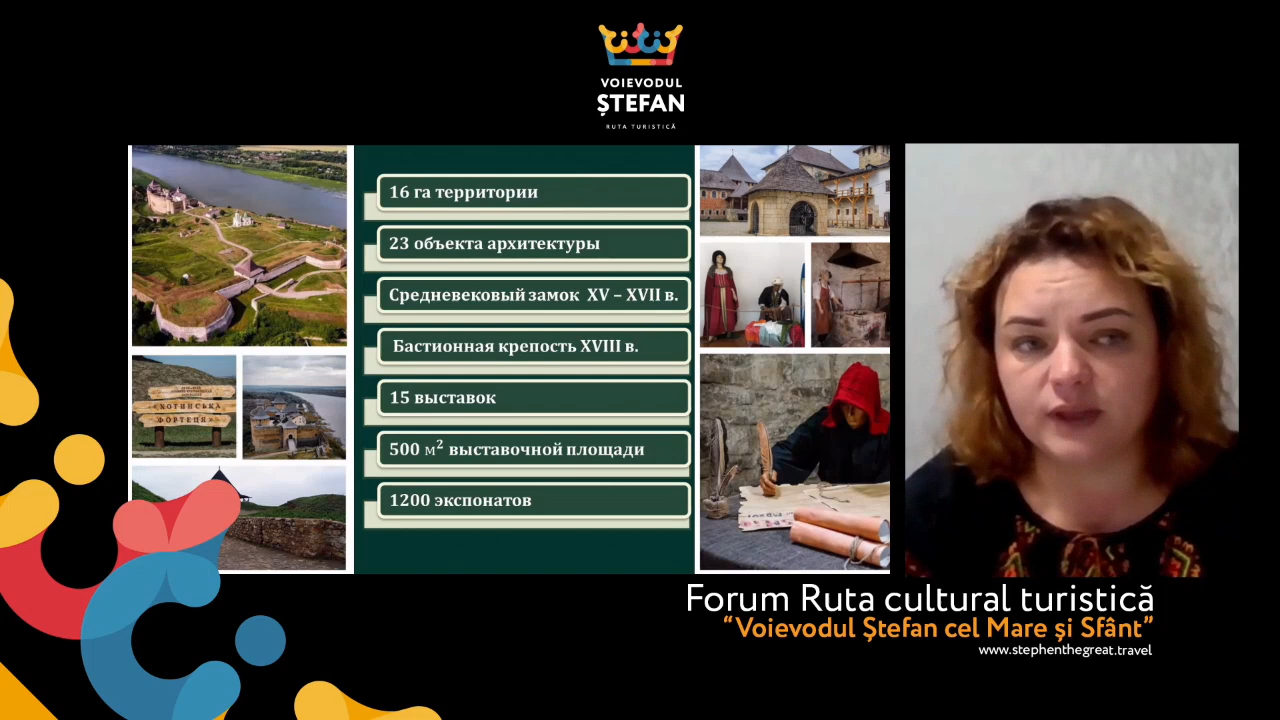 VOIEVODUL
ȘTEFAN
RUTA TURISTICĂ
16 га территории
23 объекта архитектуры
Средневековый замок XV – XVII в.
Бастионная крепость XVIII в.
15 выставок
500 м² выставочной площади
1200 экспонатов
«ХОТИНСЬКА
ФОРТЕЦЯ»
Forum Ruta cultural turistică
“Voievodul Ștefan cel Mare și Sfânt”
www.stephenthegreat.travel